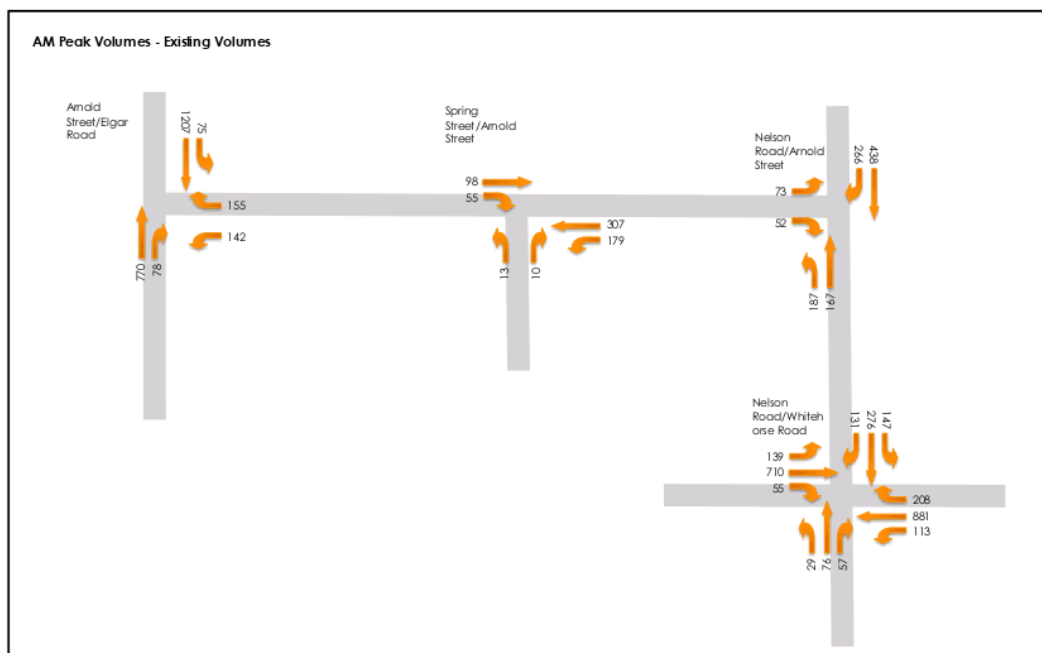 AM Peak Volumes - Existing Volumes
Arnold
Street/Elgar
Road
1207
75
155
142
770
78
Spring
Street/Arnold
Street
98
55
307
179
13
10
Nelson
Road/Arnold
Street
266
438
73
52
187
Nelson
Road/Whiteh
orse Road
131
276
147
139
710
55
208
881
113
29
57